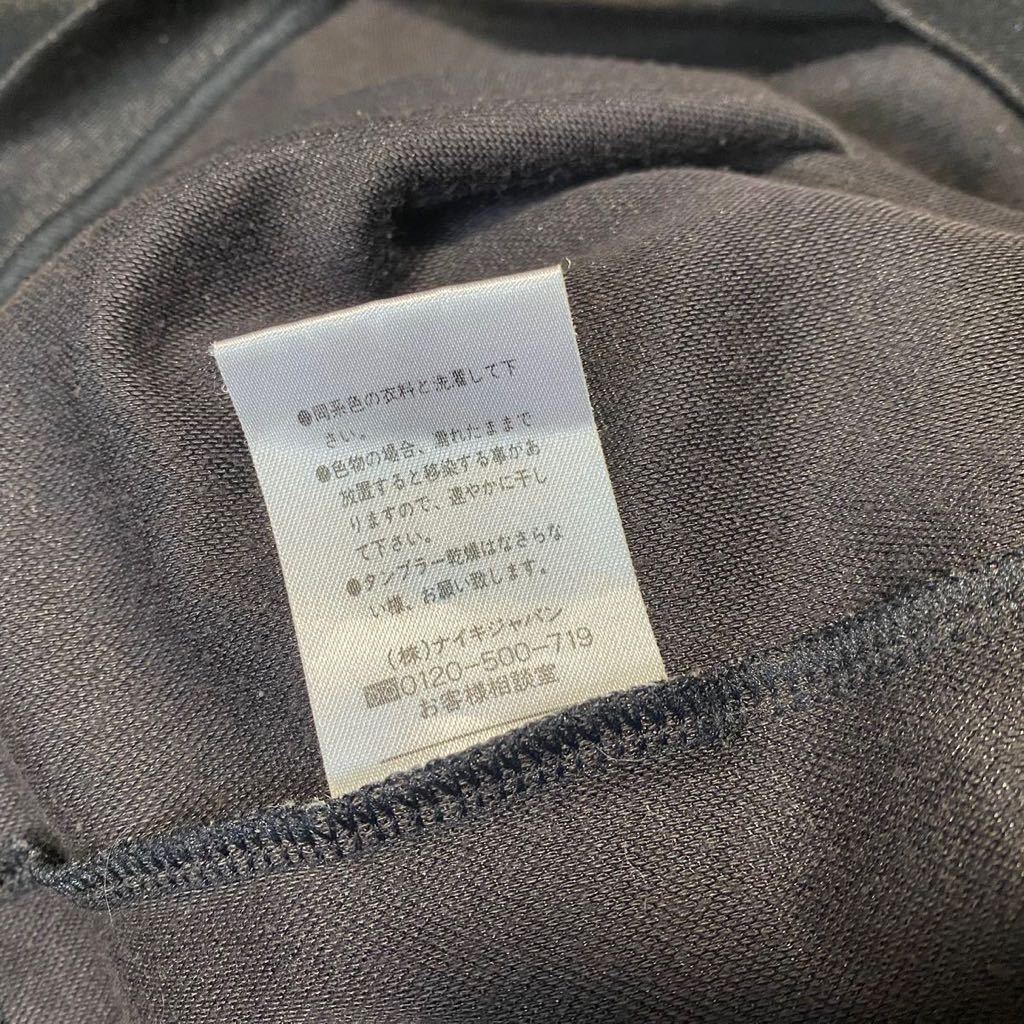 ●同系色の衣料と洗濯して下
さい。
●色物の場合、濡れたままで
放置すると移染する事があ
りますので、速やかに干し
て下さい。
●タンブラー乾燥はなさらな
い様、お願い致します。
(株)ナイキジャパン
0120-500-719
お客様相談室